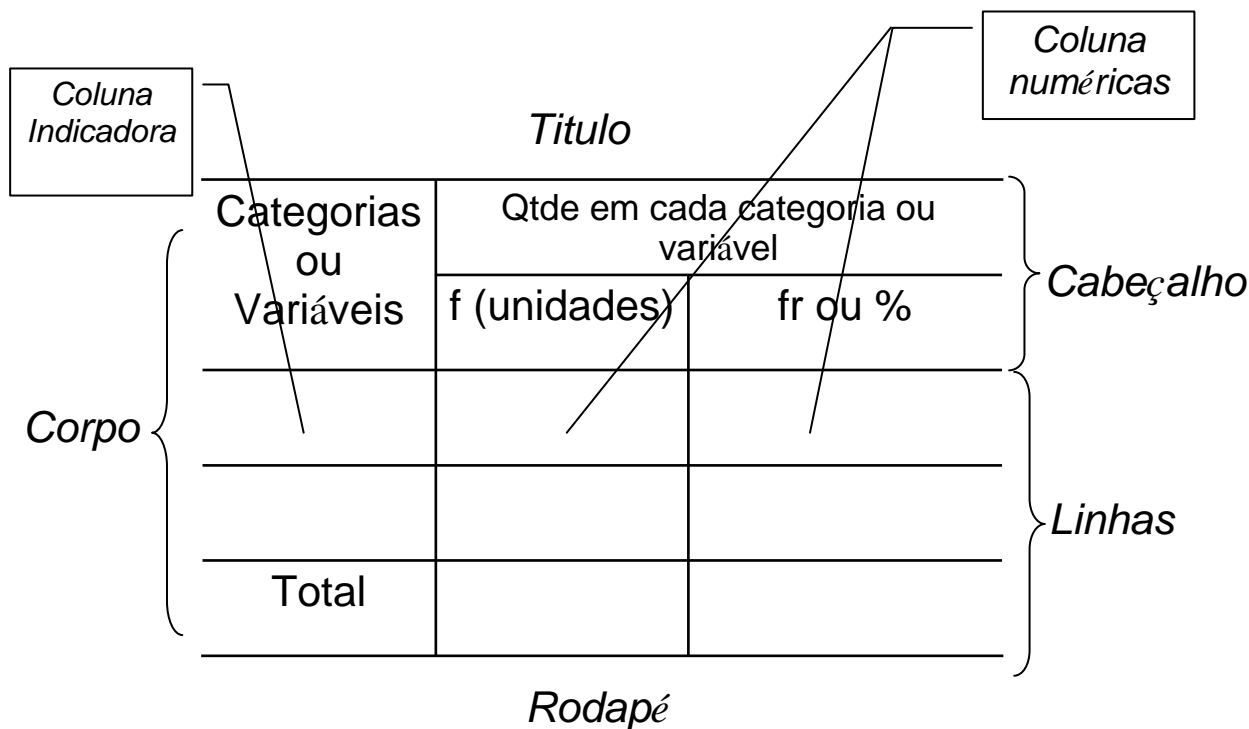 Coluna
numéricas
Coluna
Indicadora
Titulo
Categorias
ou
Variáveis
Qtde em cada categoria ou
variável
f (unidades)
fr ou %
Cabeçalho
Corpo
Linhas
Total
Rodapé